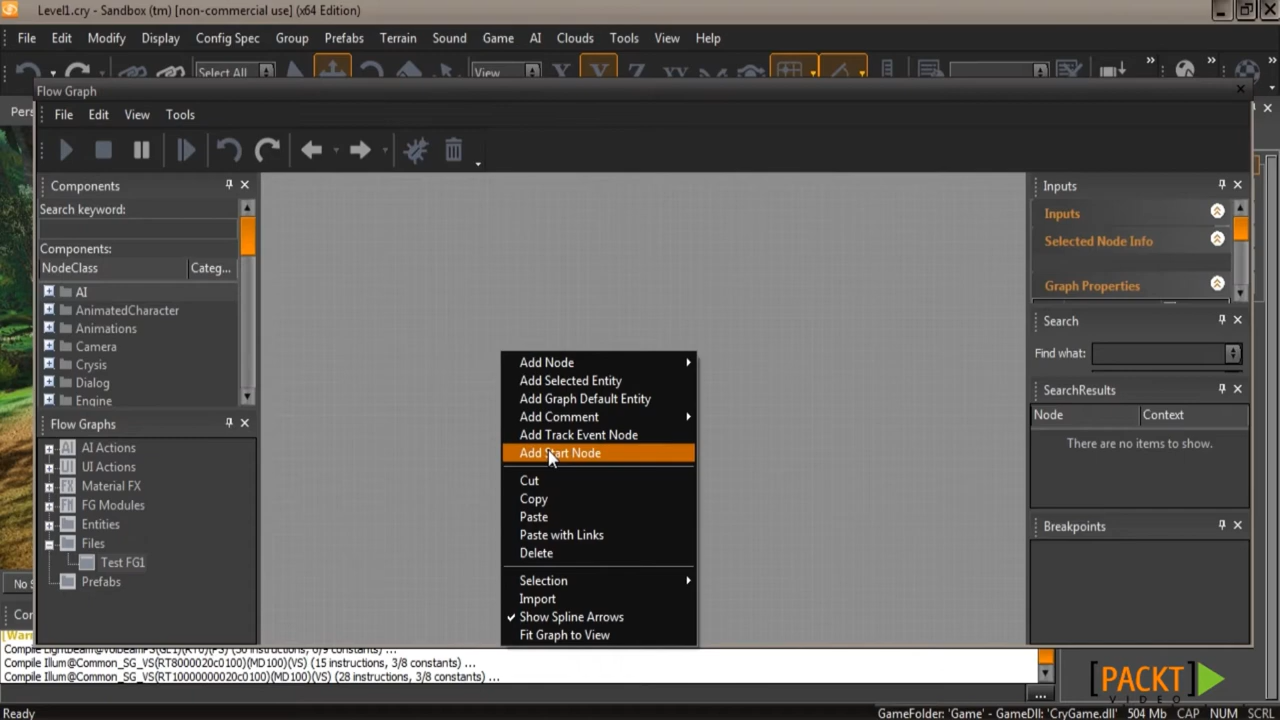 Level1.cry - Sandbox (tm) [non-commercial use] (x64 Edition)
File Edit Modify Display Config Spec Group Prefabs Terrain Sound Game AI Clouds Tools View Help
Select All View X Y Z XY
Flow Graph
Pers
File Edit View Tools
Components
Search keyword:
Components:
NodeClass Categ...
AI
AnimatedCharacter
Animations
Camera
Crysis
Dialog
Engine
Flow Graphs
AI Actions
UI Actions
Material FX
FG Modules
Entities
Files
Test FG1
Prefabs
Add Node
Add Selected Entity
Add Graph Default Entity
Add Comment
Add Track Event Node
Add Start Node
Cut
Copy
Paste
Paste with Links
Delete
Selection
Import
Show Spline Arrows
Fit Graph to View
Inputs
Inputs
Selected Node Info
Graph Properties
Search
Find what:
SearchResults
Node Context
There are no items to show.
Breakpoints
No S
Cor
[Warn
Compile Illum@Common_SG_VS(RT8000020c0100)(MD100)(VS) (15 instructions, 3/8 constants) ...
Compile Illum@Common_SG_VS(RT10000000020c0100)(MD100)(VS) (28 instructions, 3/8 constants) ...
...
[PACKT
VIDEO
Ready GameFolder: 'Game' - GameDll: 'CryGame.dll' 504 Mb CAP NUM SCRL